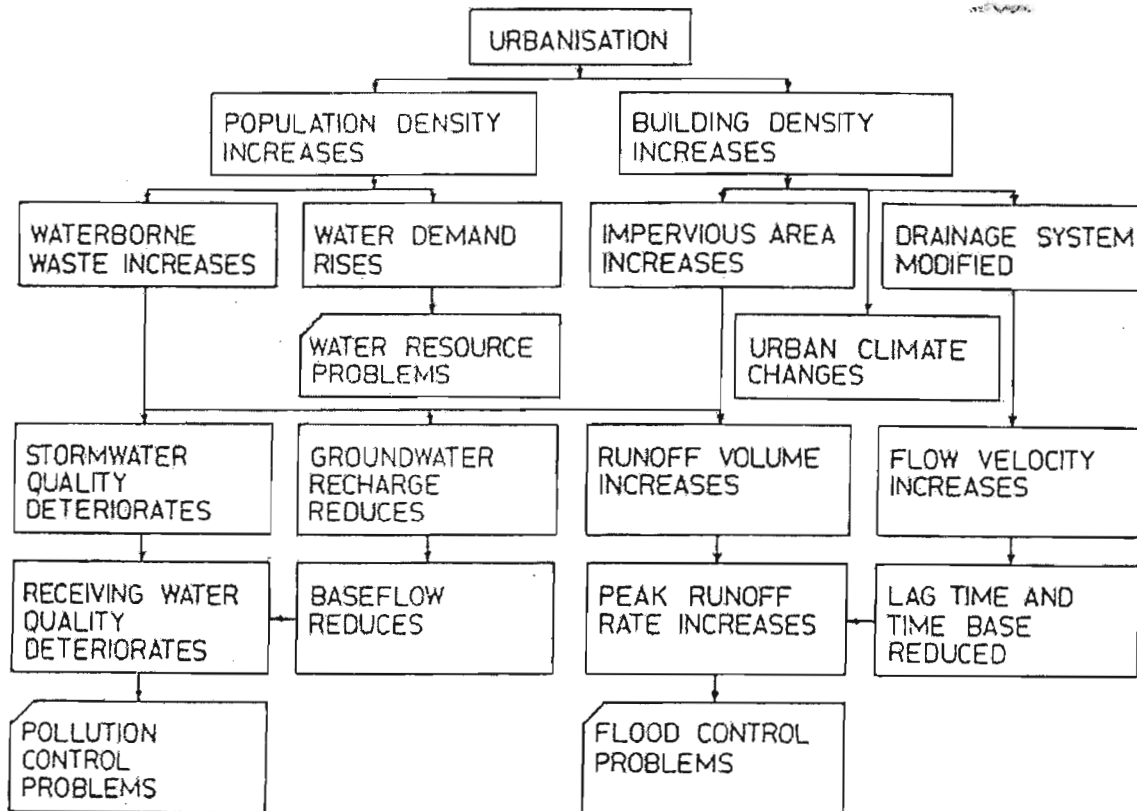 URBANISATION
POPULATION DENSITY
INCREASES
BUILDING DENSITY
INCREASES
WATERBORNE
WASTE INCREASES
WATER DEMAND
RISES
IMPERVIOUS AREA
INCREASES
DRAINAGE SYSTEM
MODIFIED
WATER RESOURCE
PROBLEMS
URBAN CLIMATE
CHANGES
STORMWATER
QUALITY
DETERIORATES
GROUNDWATER
RECHARGE
REDUCES
RUNOFF VOLUME
INCREASES
FLOW VELOCITY
INCREASES
RECEIVING WATER
QUALITY
DETERIORATES
BASEFLOW
REDUCES
PEAK RUNOFF
RATE INCREASES
LAG TIME AND
TIME BASE
REDUCED
POLLUTION
CONTROL
PROBLEMS
FLOOD CONTROL
PROBLEMS